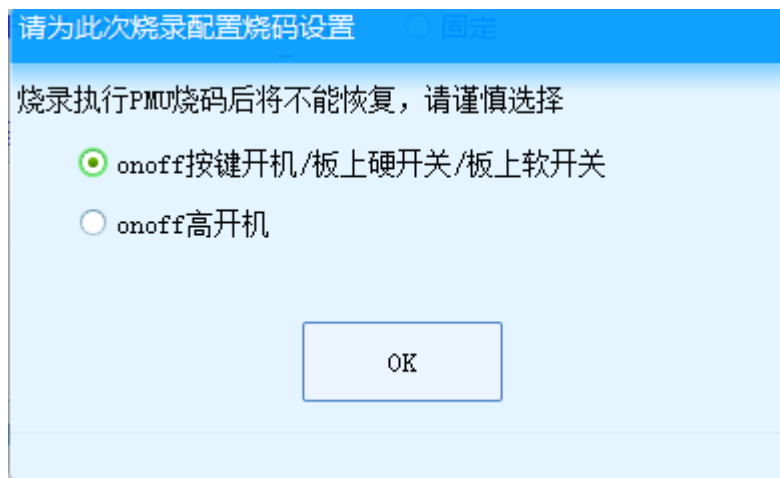 请为此次烧录配置烧码设置
固定
烧录执行PMU烧码后将不能恢复，请谨慎选择
onoff按键开机/板上硬开关/板上软开关
onoff高开机
OK